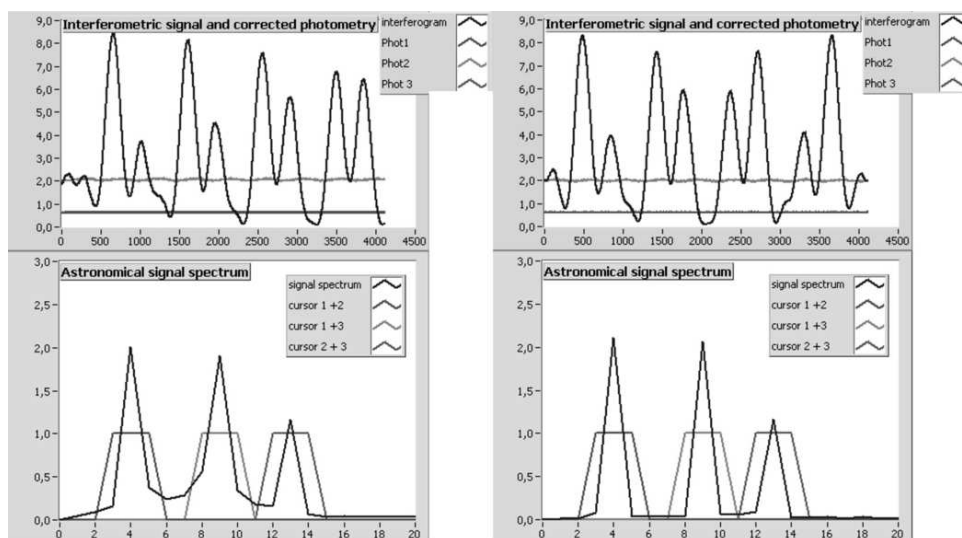 Interferometric signal and corrected photometry
interferogram
Phot1
Phot2
Phot 3
9,0
8,0
7,0
6,0
5,0
4,0
3,0
2,0
1,0
0,0
0 500 1000 1500 2000 2500 3000 3500 4000 4500
Interferometric signal and corrected photometry
interferogram
Phot1
Phot2
Phot 3
9,0
8,0
7,0
6,0
5,0
4,0
3,0
2,0
1,0
0,0
0 500 1000 1500 2000 2500 3000 3500 4000 4500
Astronomical signal spectrum
signal spectrum
cursor 1 +2
cursor 1 +3
cursor 2 + 3
3,0
2,5
2,0
1,5
1,0
0,5
0,0
0 2 4 6 8 10 12 14 16 18 20
Astronomical signal spectrum
signal spectrum
cursor 1 +2
cursor 1 +3
cursor 2 + 3
3,0
2,5
2,0
1,5
1,0
0,5
0,0
0 2 4 6 8 10 12 14 16 18 20